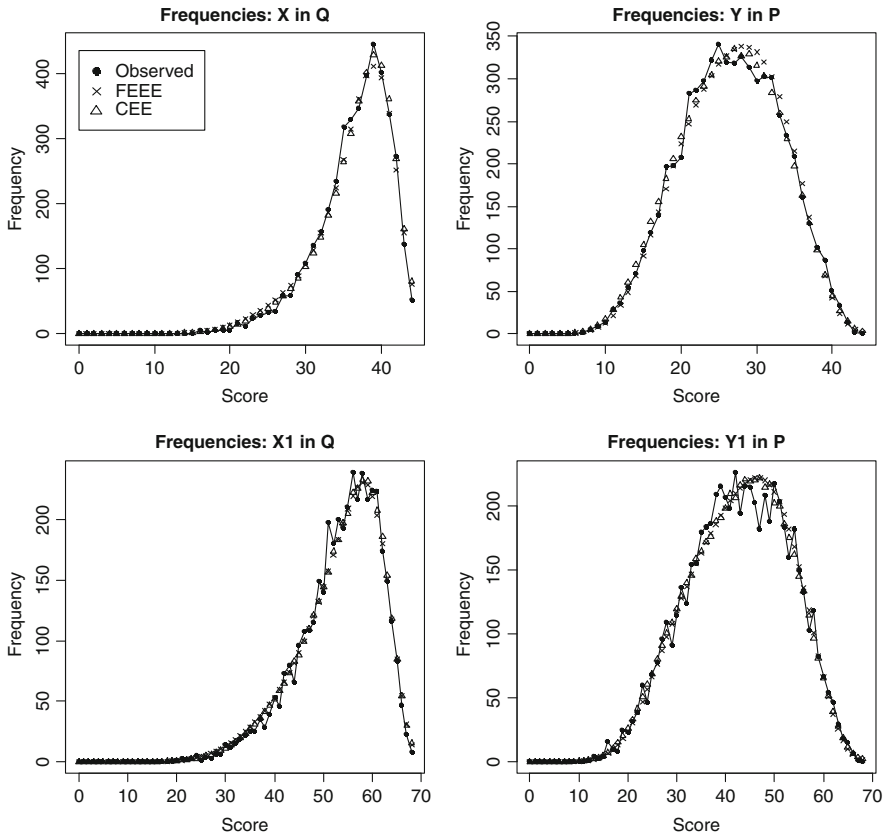 Frequencies: X in Q
Frequency
400
300
200
100
0
Observed
FEEE
CEE
0 10 20 30 40
Score
Frequencies: Y in P
Frequency
350
300
250
200
150
100
50
0
0 10 20 30 40
Score
Frequencies: X1 in Q
Frequency
200
150
100
50
0
0 10 20 30 40 50 60 70
Score
Frequencies: Y1 in P
Frequency
200
150
100
50
0
0 10 20 30 40 50 60 70
Score